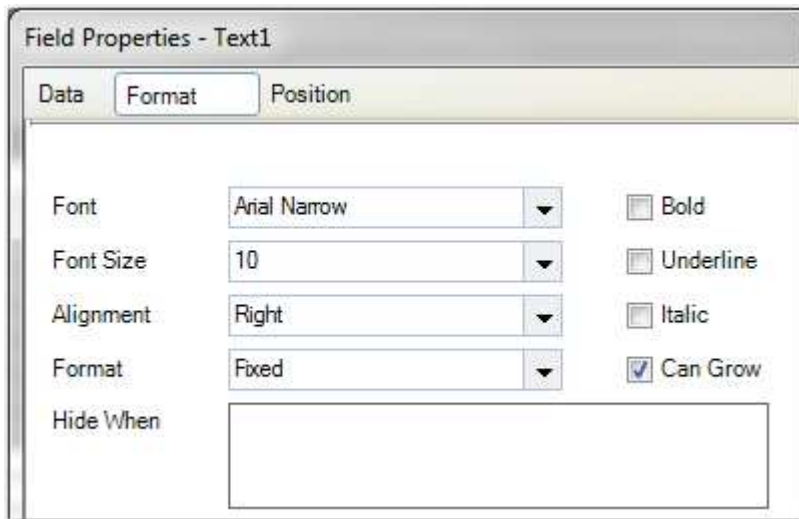 Field Properties - Text1
Data Format Position
Font Arial Narrow Bold
Font Size 10 Underline
Alignment Right Italic
Format Fixed Can Grow
Hide When